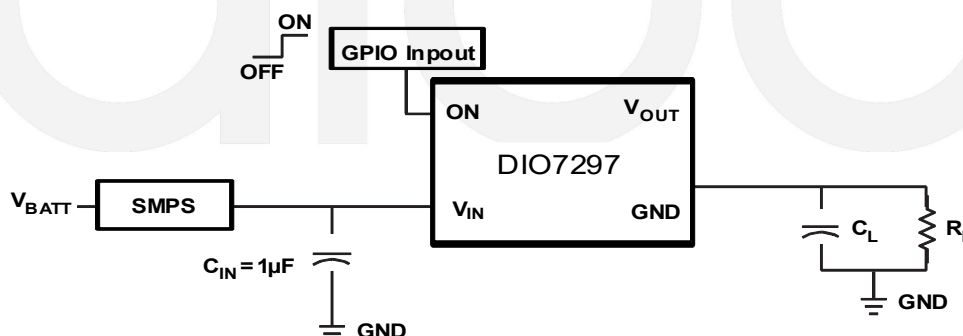 ON
OFF
GPIO Inpout
ON
VOUT
DIO7297
VBATT
SMPS
VIN
GND
CIN = 1µF
CL
GND
GND